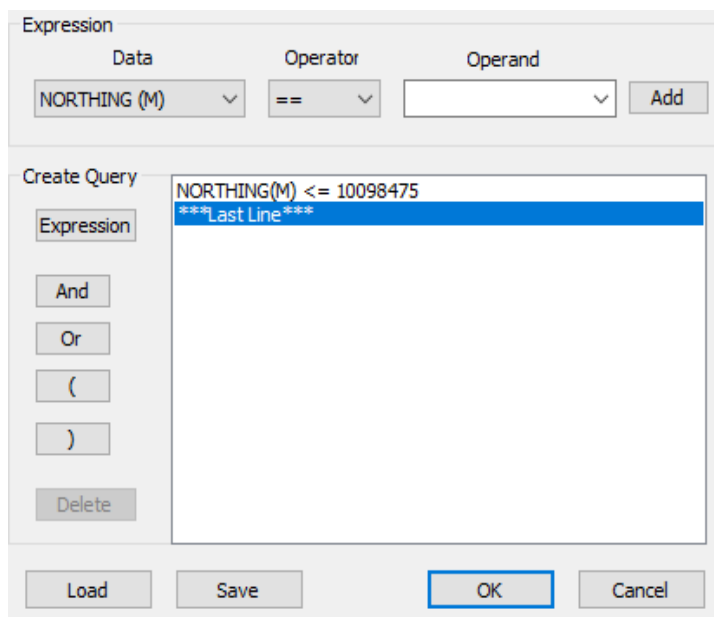 Expression
Data Operator Operand
NORTHING (M) == Add
Create Query
NORTHING(M) <= 10098475
***Last Line***
Expression
And
Or
(
)
Delete
Load Save OK Cancel